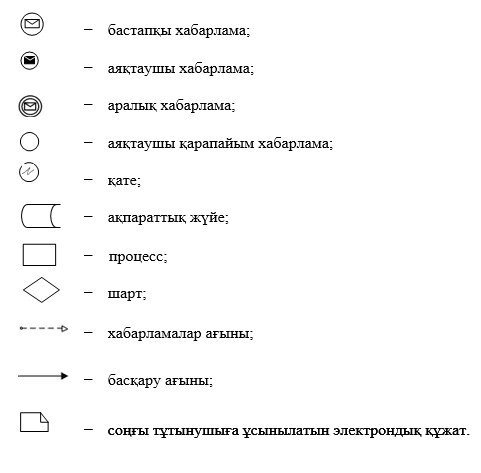 – бастапқы хабарлама;
– аяқтаушы хабарлама;
– аралық хабарлама;
– аяқтаушы қарапайым хабарлама;
– қате;
– ақпараттық жүйе;
– процесс;
– шарт;
– хабарламалар ағыны;
– басқару ағыны;
– соңғы тұтынушыға ұсынылатын электрондық құжат.